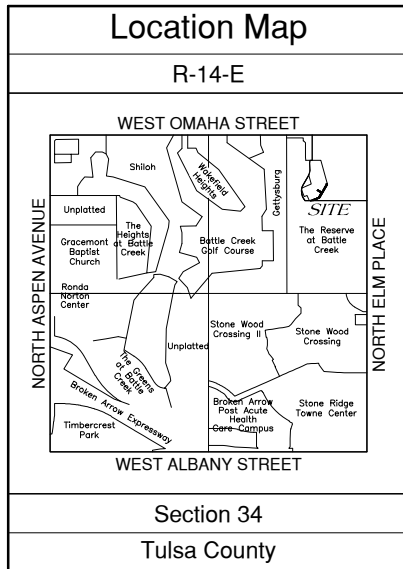 Location Map
R-14-E
WEST OMAHA STREET
NORTH ASPEN AVENUE
NORTH ELM PLACE
Shiloh
Wakefield
Heights
Gettysburg
SITE
Unplatted
The
Heights
at Battle
Creek
Gracemont
Baptist
Church
Battle Creek
Golf Course
The Reserve
at Battle
Creek
Ronda
Norton
Center
Unplatted
Stone Wood
Crossing II
Stone Wood
Crossing
The Greens
at Battle
Creek
Broken Arrow Expressway
Timbercrest
Park
Broken Arrow
Post Acute
Health
Care Campus
Stone Ridge
Towne Center
WEST ALBANY STREET
Section 34
Tulsa County